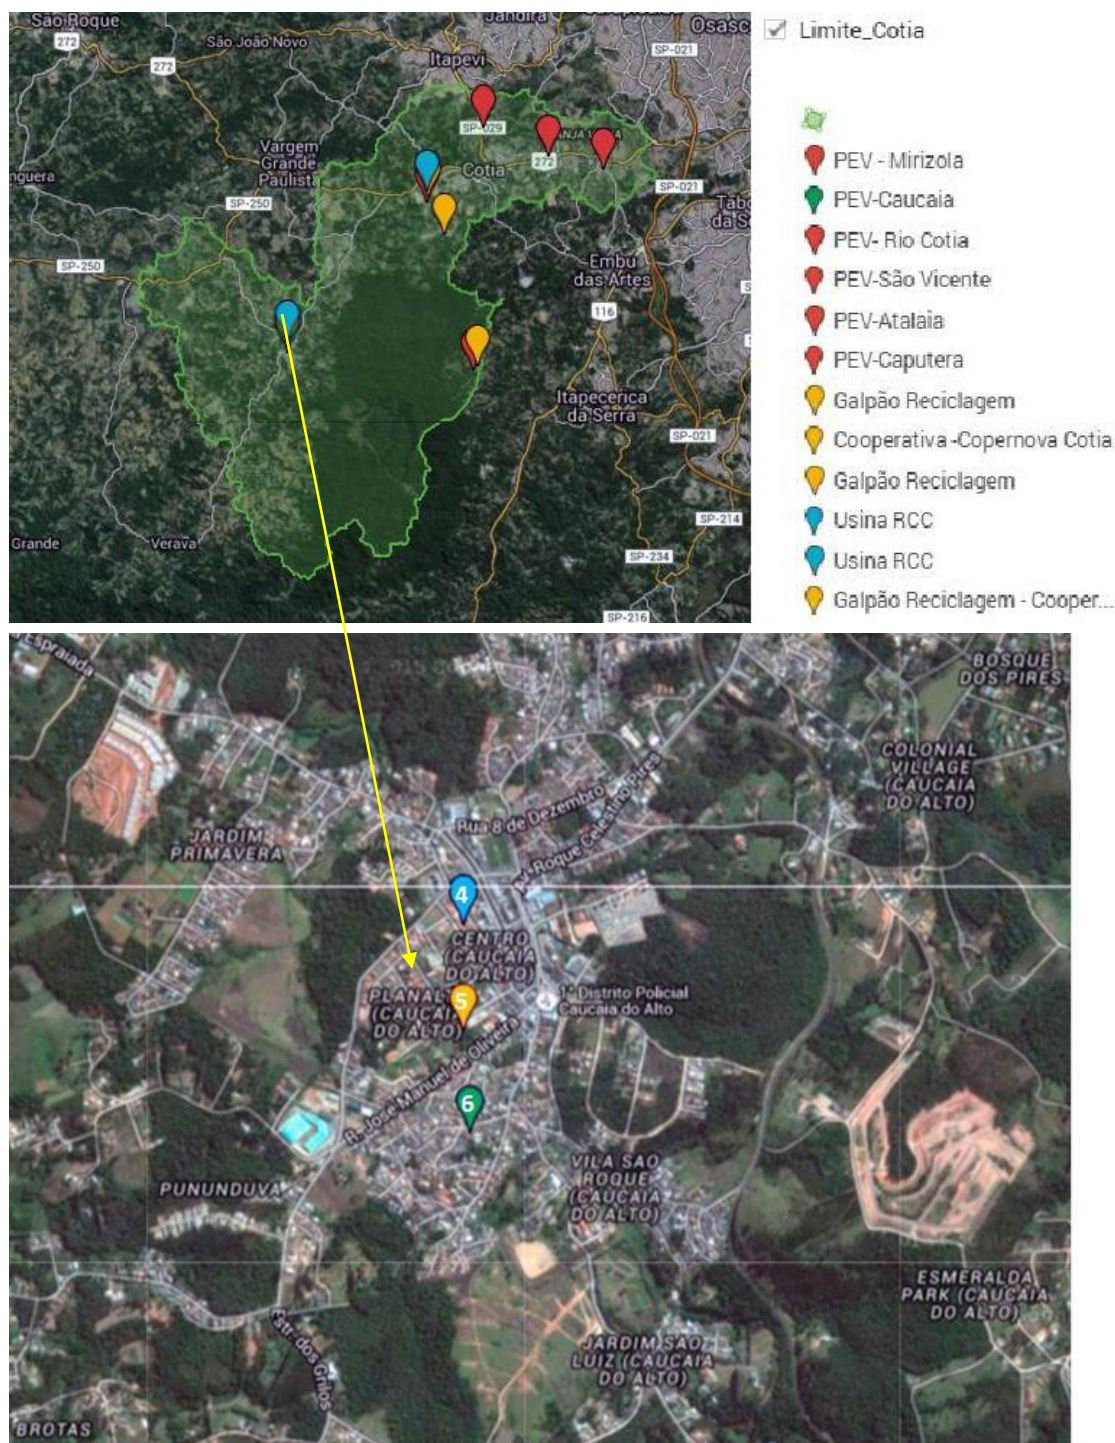 São Roque
272
272
São João Novo
Jandira
Osasc
SP-021
Itapevi
SP-029
272
Cotia
Vargem
Grande
Paulista
nguera
SP-250
SP-250
SP-021
Embu
das Artes
116
Itapecerica
da Serra
SP-021
SP-214
SP-234
SP-216
Grande
Verava
Limite_Cotia
PEV - Mirizola
PEV-Caucaia
PEV- Rio Cotia
PEV-São Vicente
PEV-Atalaia
PEV-Caputera
Galpão Reciclagem
Cooperativa -Copernova Cotia
Galpão Reciclagem
Usina RCC
Usina RCC
Galpão Reciclagem - Cooper...
espraiada
BOSQUE
DOS PIRES
COLONIAL
VILLAGE
(CAUCAIA
DO ALTO)
Rua 8 de Dezembro
Roque Celestino Pires
JARDIM
PRIMAVERA
4
CENTRO
(CAUCAIA
DO ALTO)
PLANAL
(CAUCAIA
DO ALTO)
5
1° Distrito Policial
Caucaia do Alto
R. José Manuel de Oliveira
6
PUNUNDUVA
VILA SAO
ROQUE
(CAUCAIA
DO ALTO)
ESMERALDA
PARK (CAUCAIA
DO ALTO)
Estr. dos Grilos
JARDIM SAO
LUIZ (CAUCAIA
DO ALTO)
BROTAS